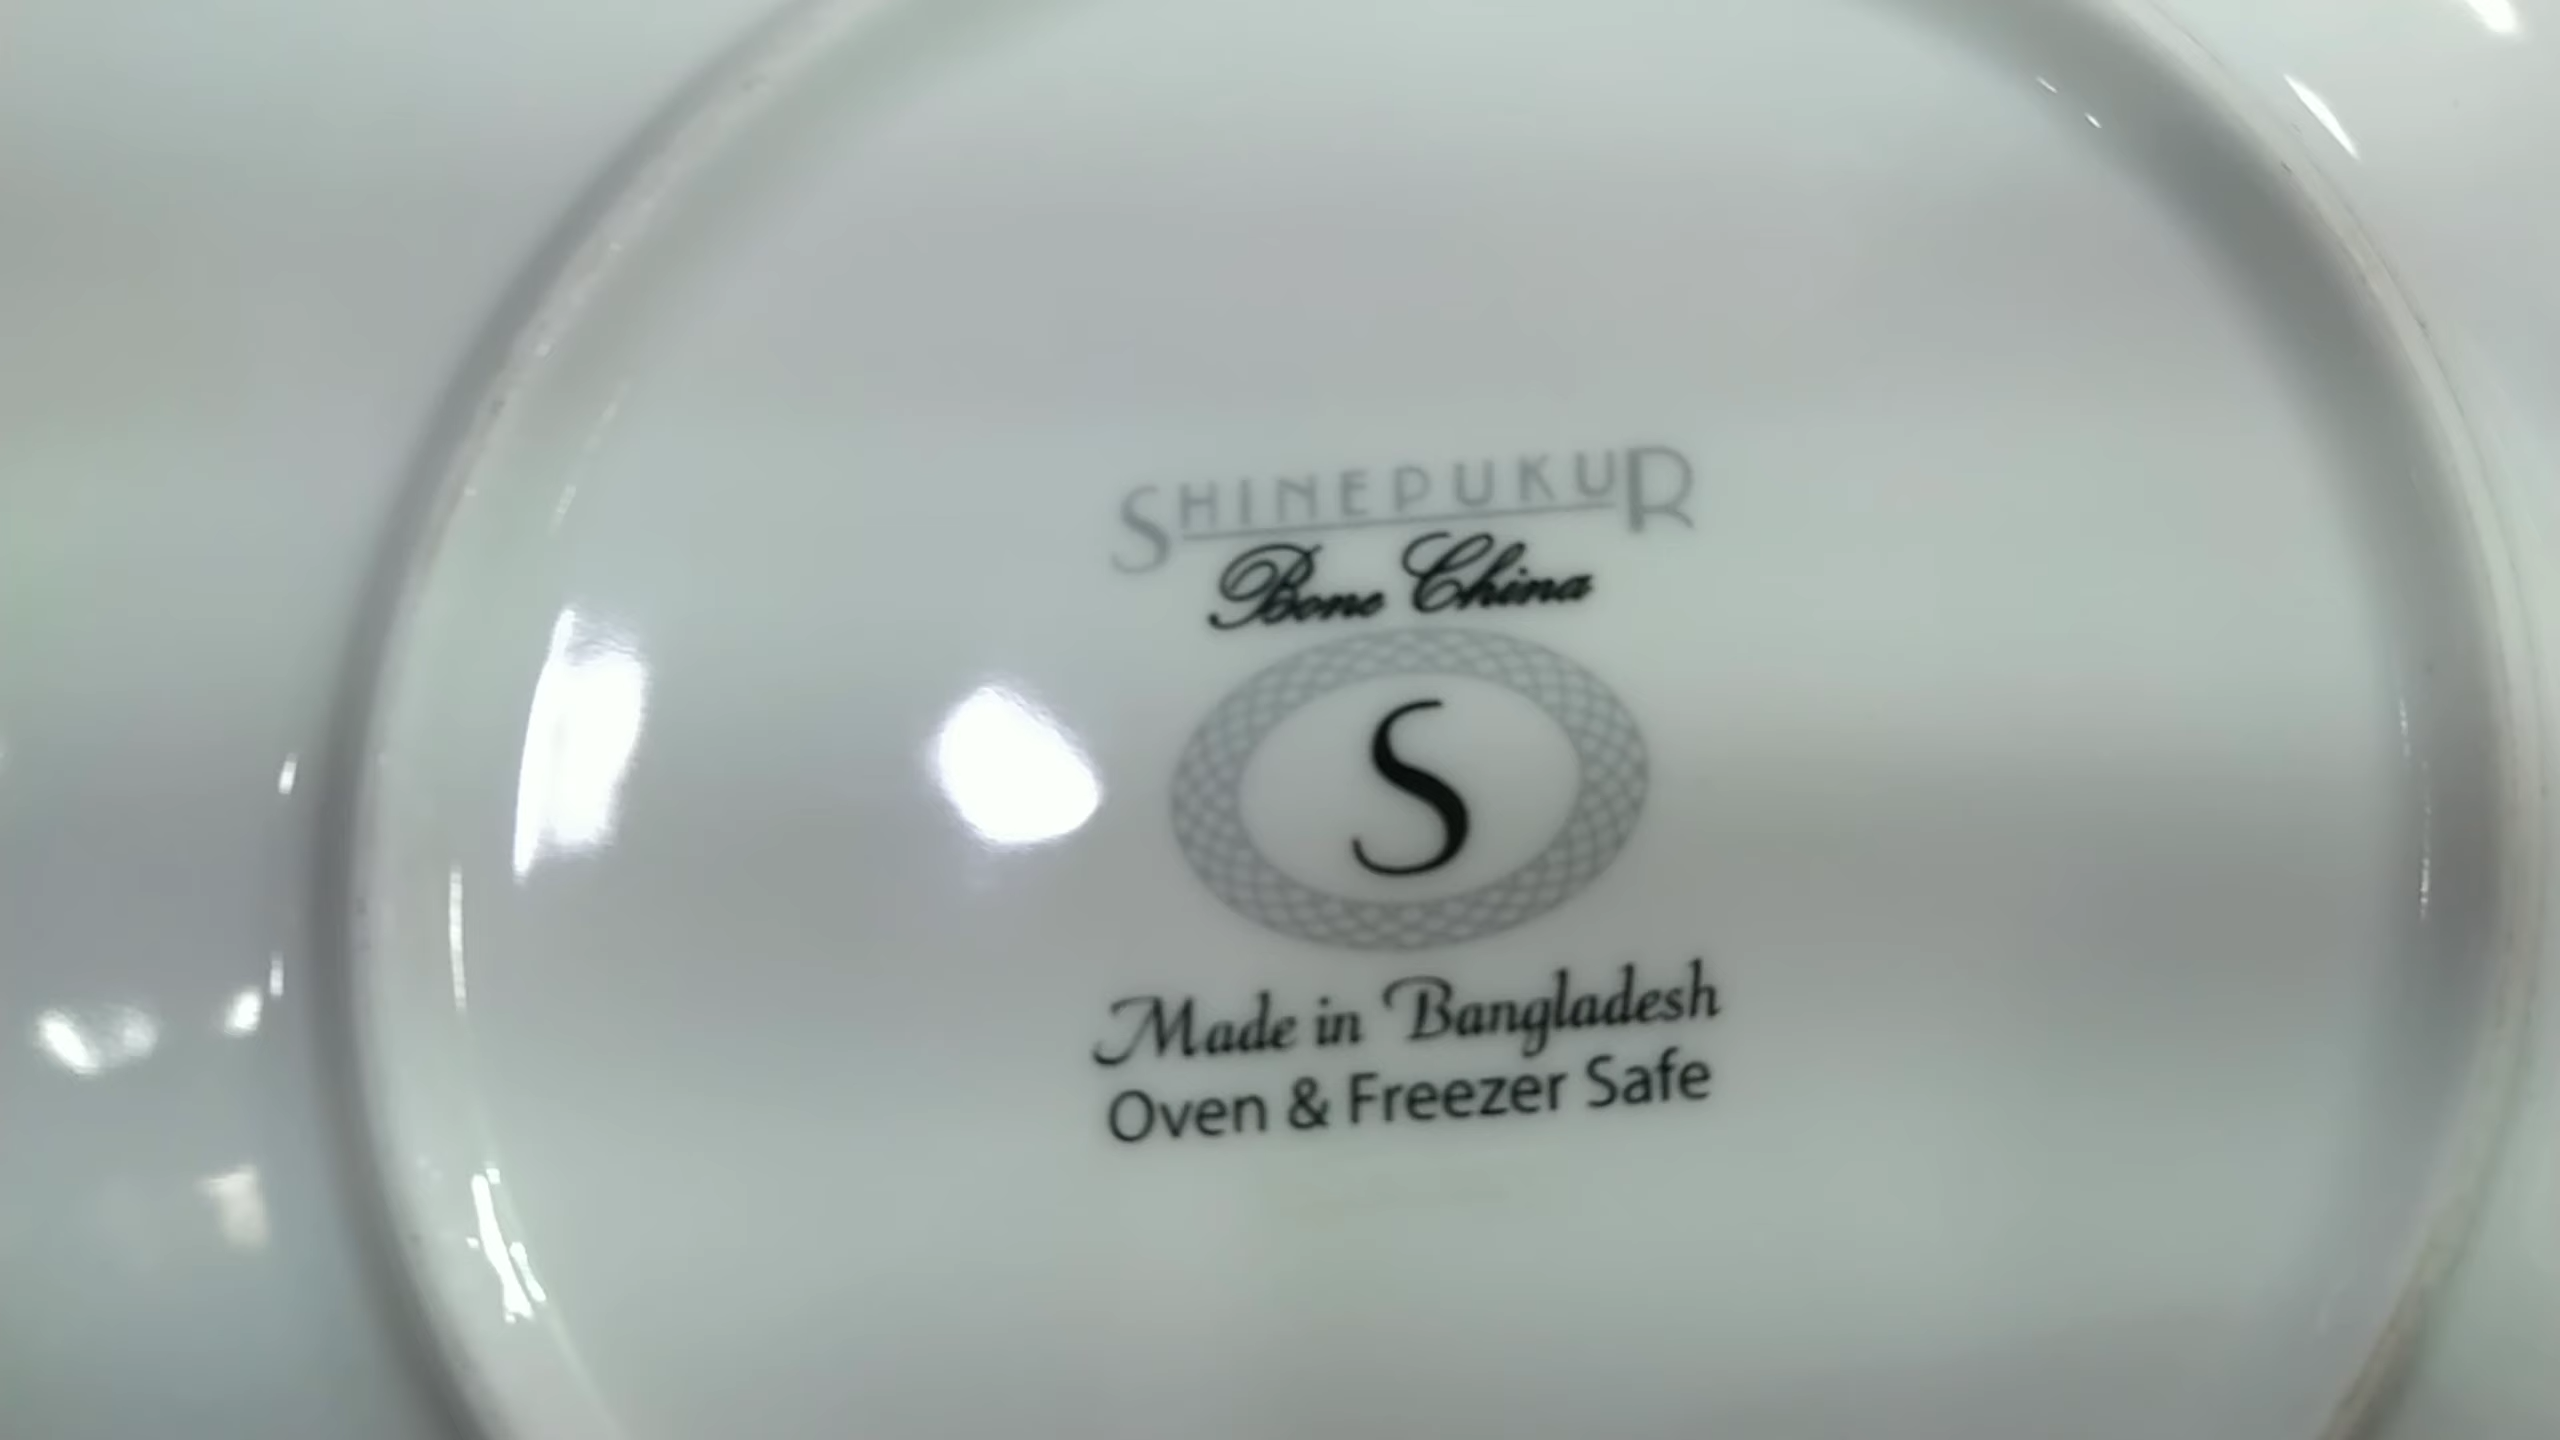 SHINEPUKUR
Bone China
S
Made in Bangladesh
Oven & Freezer Safe